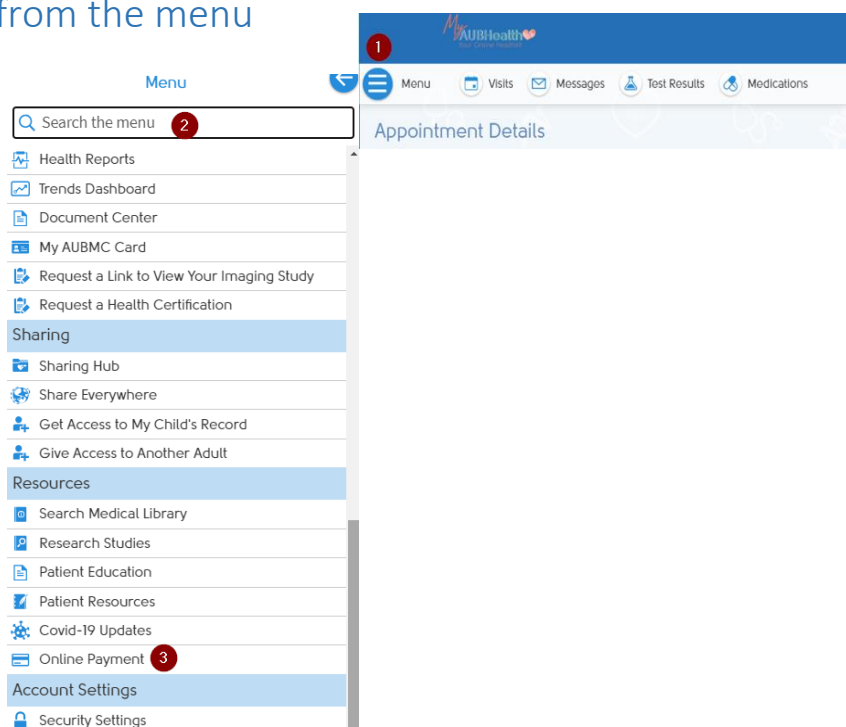 from the menu
MyAUBHealth
Your Online Health
1
Menu
Menu
Visits
Messages
Test Results
Medications
Search the menu
2
Appointment Details
Health Reports
Trends Dashboard
Document Center
My AUBMC Card
Request a Link to View Your Imaging Study
Request a Health Certification
Sharing
Sharing Hub
Share Everywhere
Get Access to My Child's Record
Give Access to Another Adult
Resources
Search Medical Library
Research Studies
Patient Education
Patient Resources
Covid-19 Updates
Online Payment
3
Account Settings
Security Settings